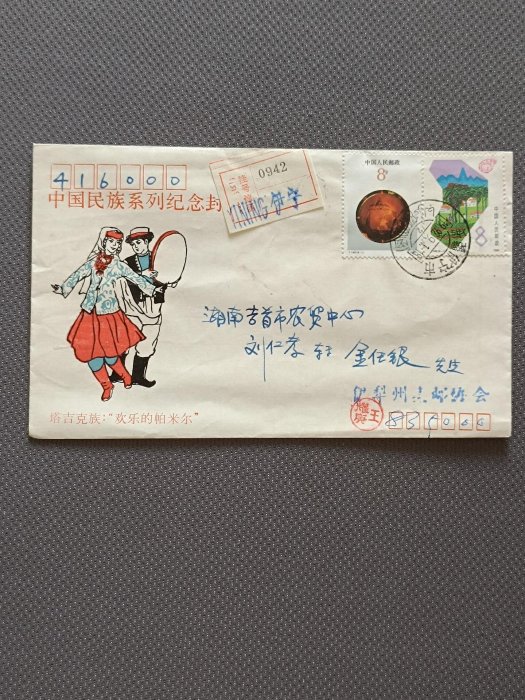 416000
中国民族系列纪念封
0942
YINING 伊宁
中国人民邮政
8分
中国人民邮政
8
湖南吉首市农贸中心
刘仁孝 转 金任银 先生
伊犁州集邮协会
塔吉克族：“欢乐的帕米尔”